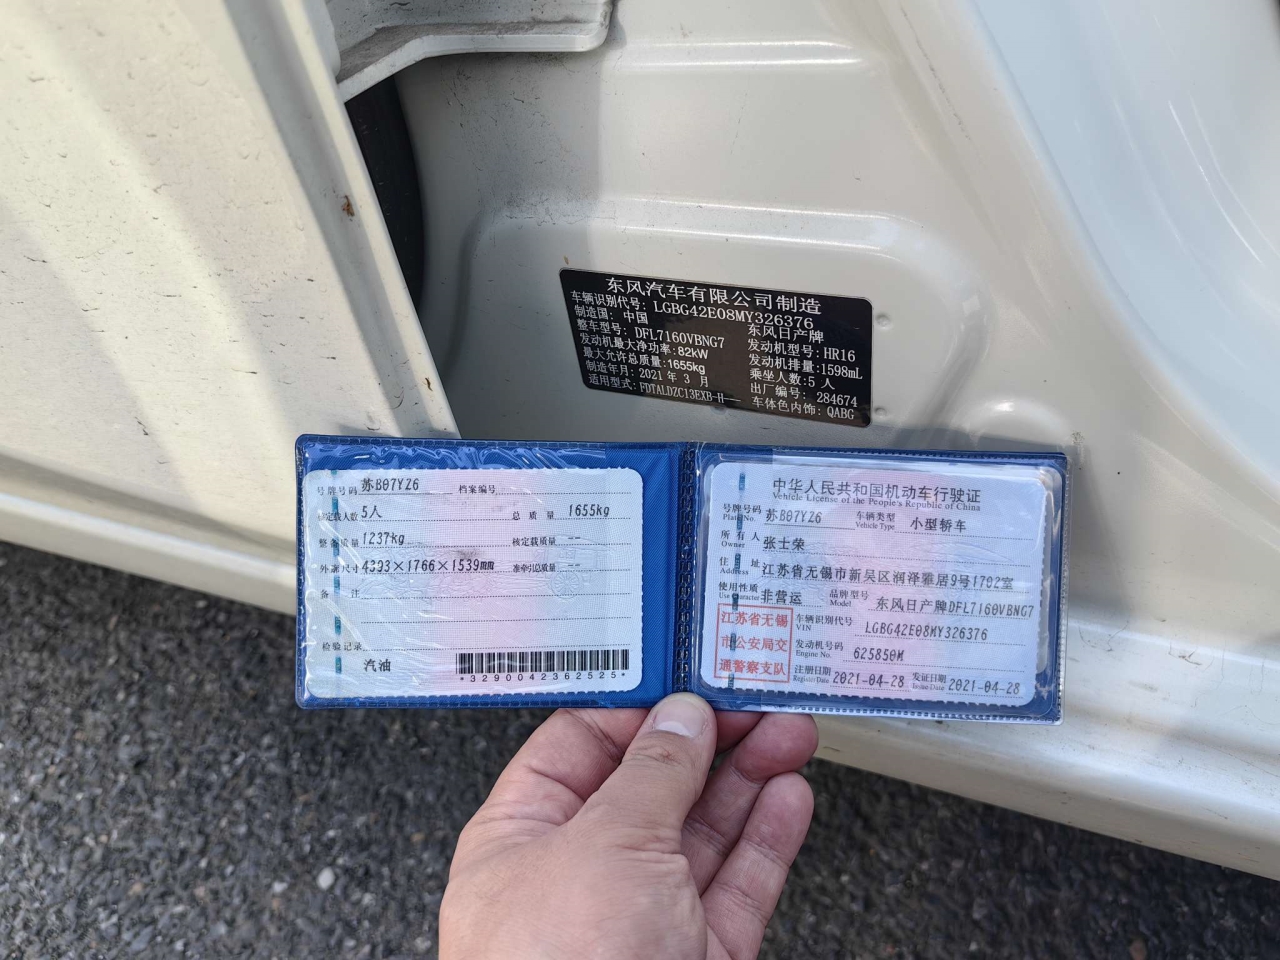 东风汽车有限公司制造
车辆识别代号: LGBG42E08MY326376
制造国: 中国 东风日产牌
整车型号: DFL7160VBNG7 发动机型号: HR16
发动机最大净功率: 82kW 发动机排量: 1598mL
最大允许总质量: 1655kg 乘坐人数: 5 人
制造年月: 2021 年 3 月 出厂编号: 284674
适用型式: FDTALDZC13EXB-H— 车体色内饰: QABG
号牌号码 苏B07YZ6 档案编号
核定载人数 5人 总 质 量 1655kg
整备质量 1237kg 核定载质量 --
外廓尺寸 4393×1766×1539mm 准牵引总质量 --
备 注
检验记录
汽油
*3290042362525*
中华人民共和国机动车行驶证
Vehicle License of the People's Republic of China
号牌号码 苏B07YZ6 车辆类型 小型轿车
Plate No. Vehicle Type
所 有 人 张士荣
Owner
住 址 江苏省无锡市新吴区润泽雅居9号1702室
Address
使用性质 非营运 品牌型号 东风日产牌DFL7160VBNG7
Use Character Model
江苏省无锡
市公安局交
通警察支队
车辆识别代号 LGBG42E08MY326376
VIN
发动机号码 625850M
Engine No.
注册日期 2021-04-28 发证日期 2021-04-28
Register Date Issue Date